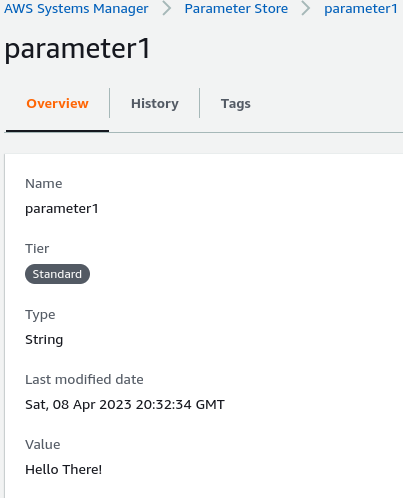 AWS Systems Manager > Parameter Store > parameter1
parameter1
Overview History Tags
Name
parameter1
Tier
Standard
Type
String
Last modified date
Sat, 08 Apr 2023 20:32:34 GMT
Value
Hello There!